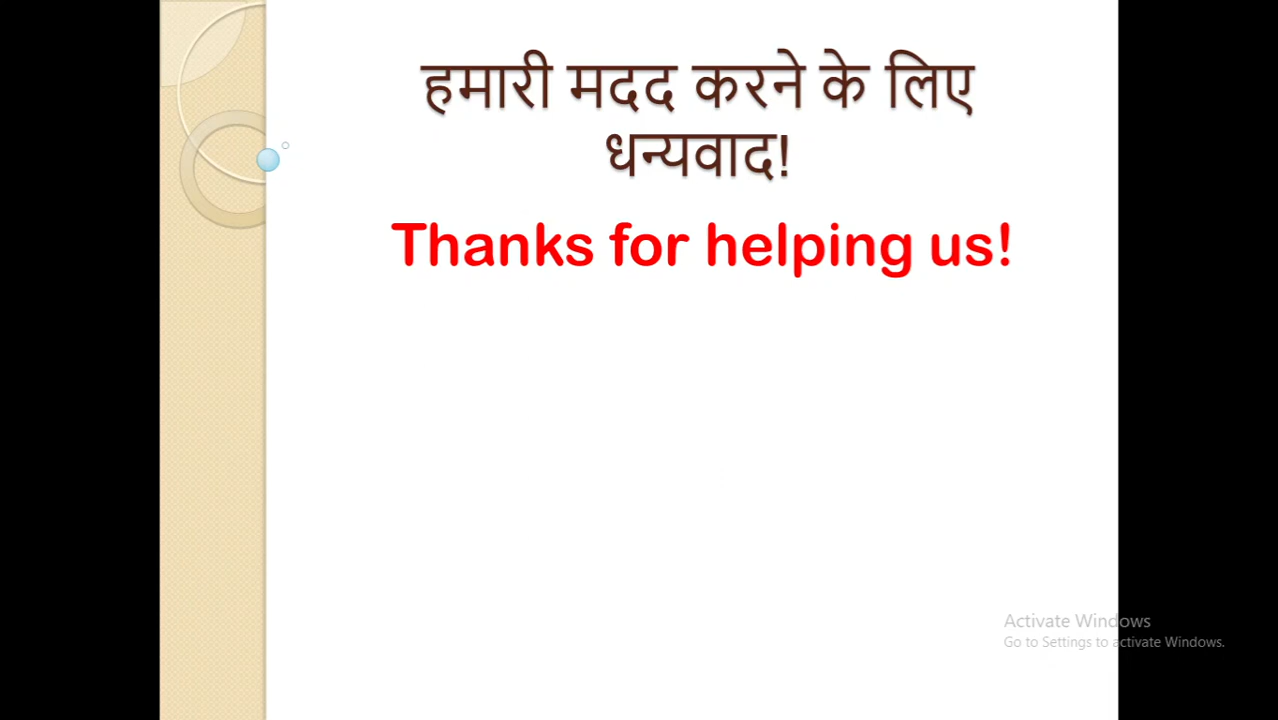 हमारी मदद करने के लिए
धन्यवाद!
Thanks for helping us!
Activate Windows
Go to Settings to activate Windows.